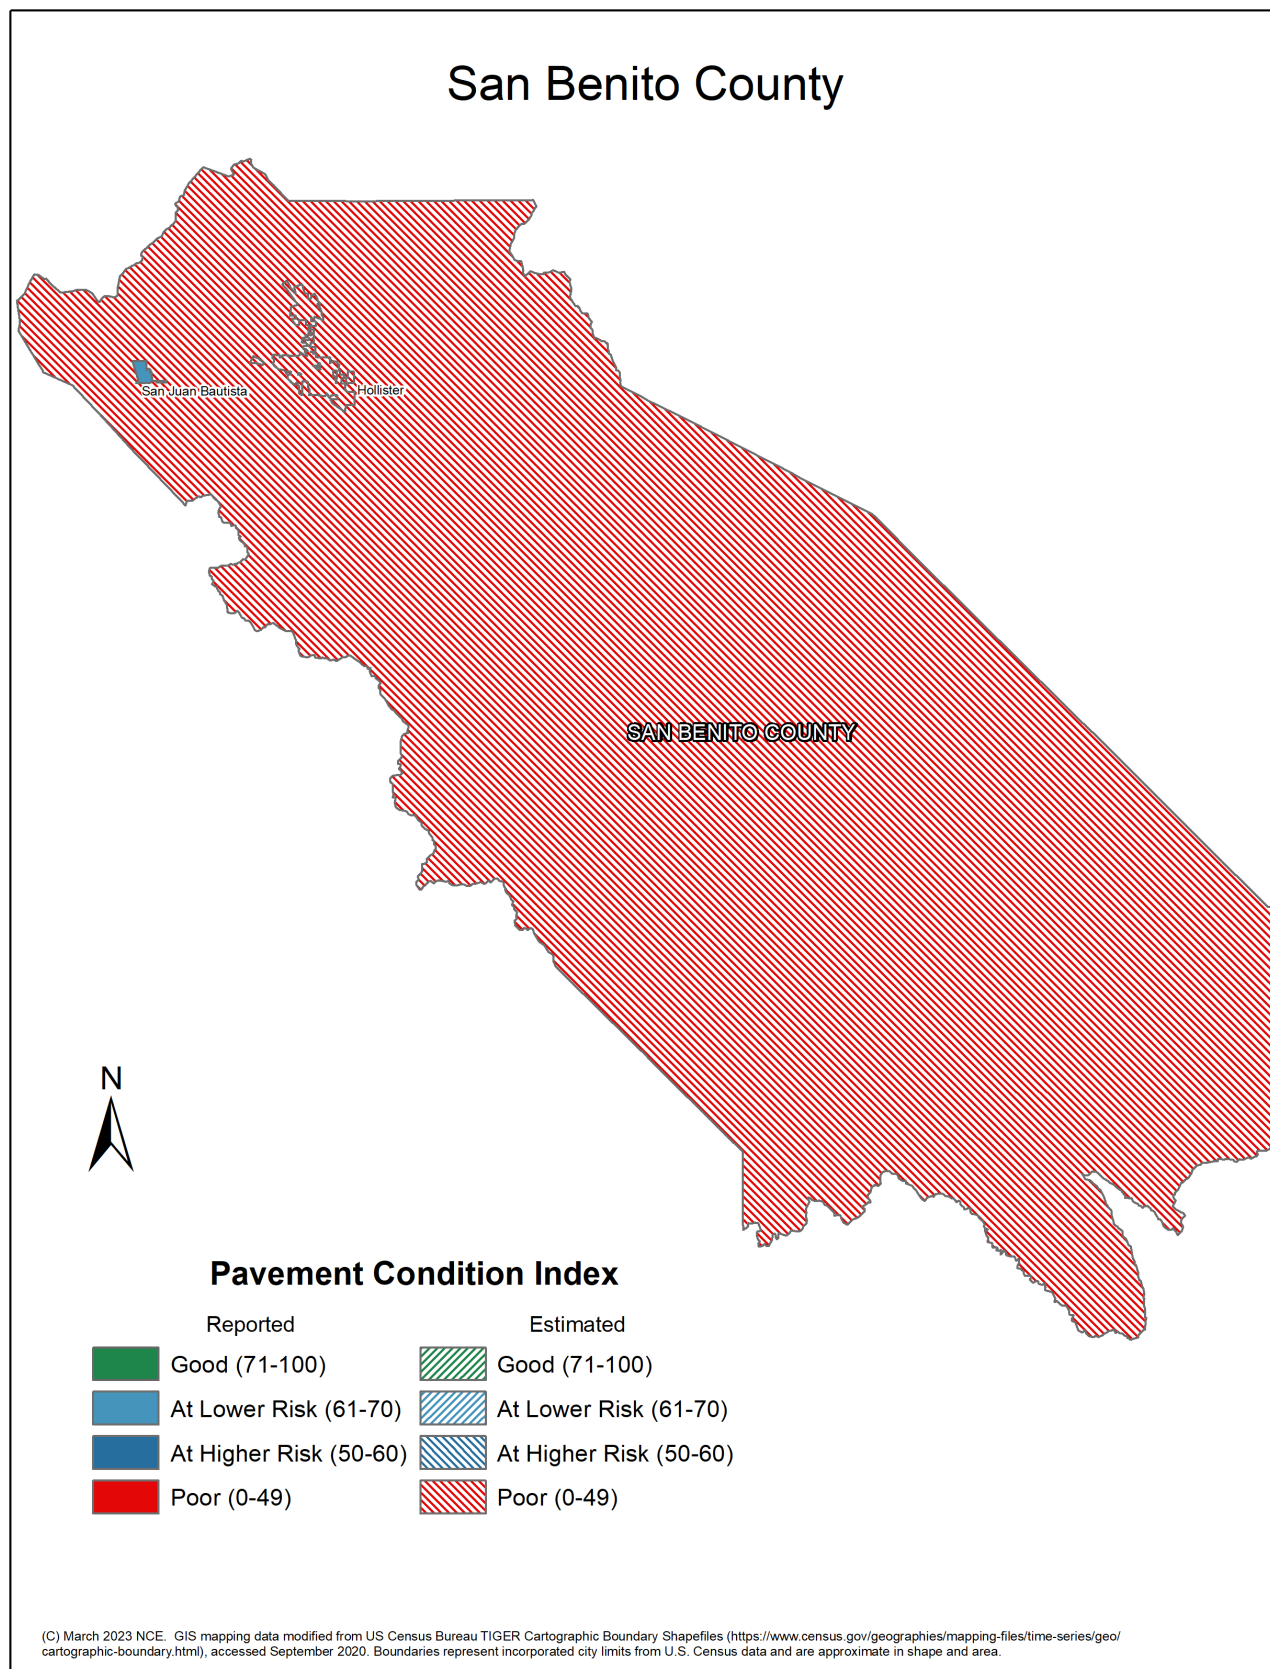 San Benito County
San Juan Bautista
Hollister
SAN BENITO COUNTY
N
Pavement Condition Index
Reported
Estimated
Good (71-100)
Good (71-100)
At Lower Risk (61-70)
At Lower Risk (61-70)
At Higher Risk (50-60)
At Higher Risk (50-60)
Poor (0-49)
Poor (0-49)
(C) March 2023 NCE.  GIS mapping data modified from US Census Bureau TIGER Cartographic Boundary Shapefiles (https://www.census.gov/geographies/mapping-files/time-series/geo/
cartographic-boundary.html), accessed September 2020. Boundaries represent incorporated city limits from U.S. Census data and are approximate in shape and area.